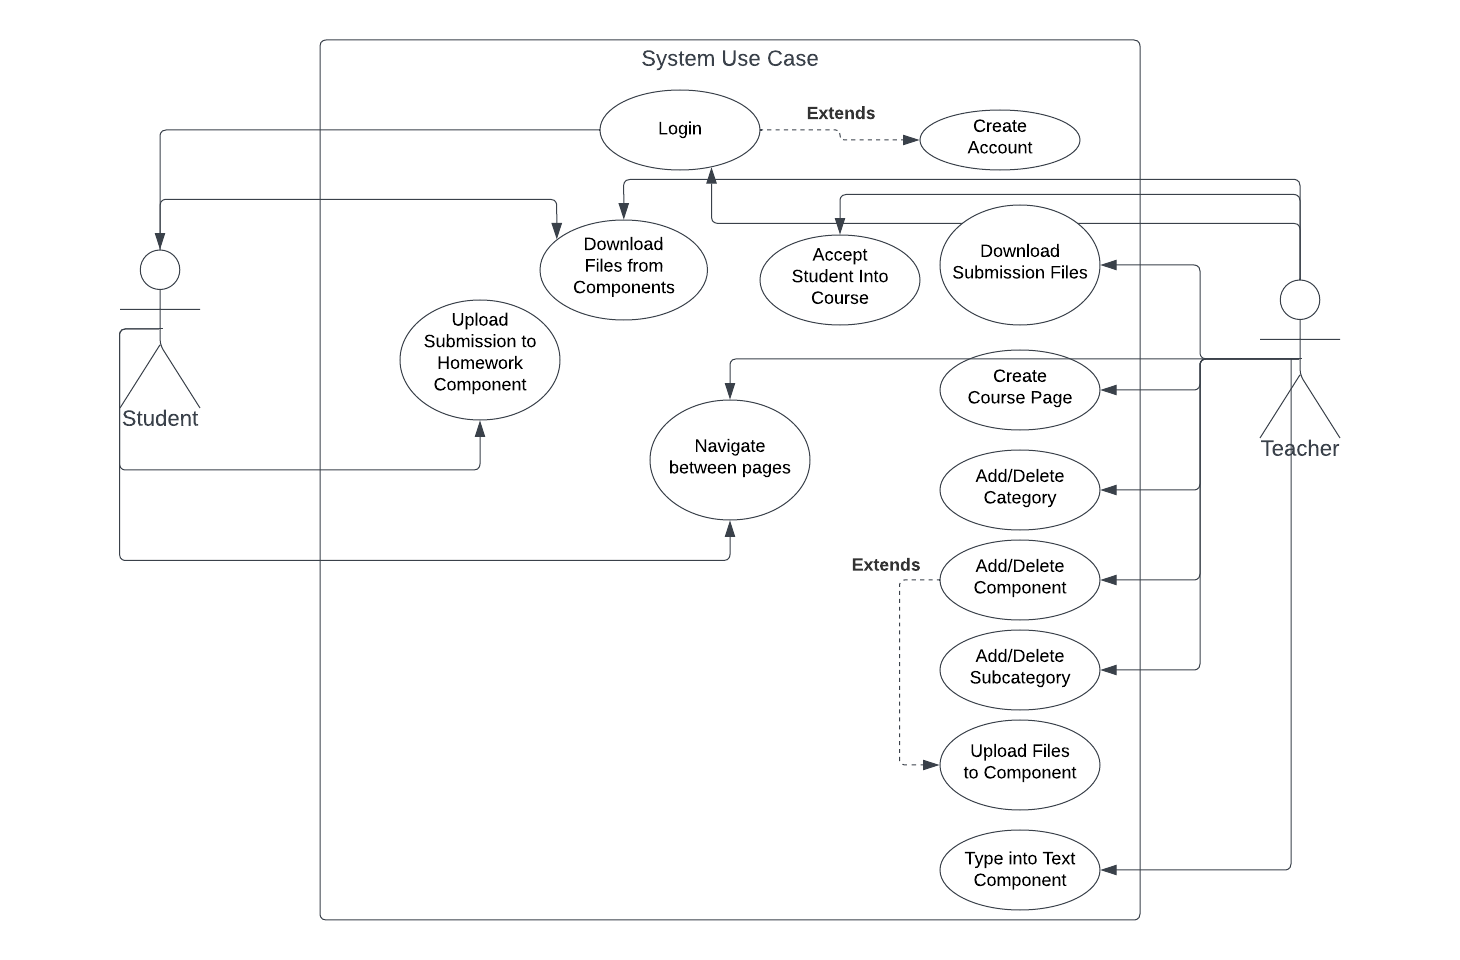 System Use Case
Login
Extends
Create
Account
Download
Files from
Components
Accept
Student Into
Course
Download
Submission Files
Upload
Submission to
Homework
Component
Student
Create
Course Page
Teacher
Navigate
between pages
Add/Delete
Category
Extends
Add/Delete
Component
Add/Delete
Subcategory
Upload Files
to Component
Type into Text
Component